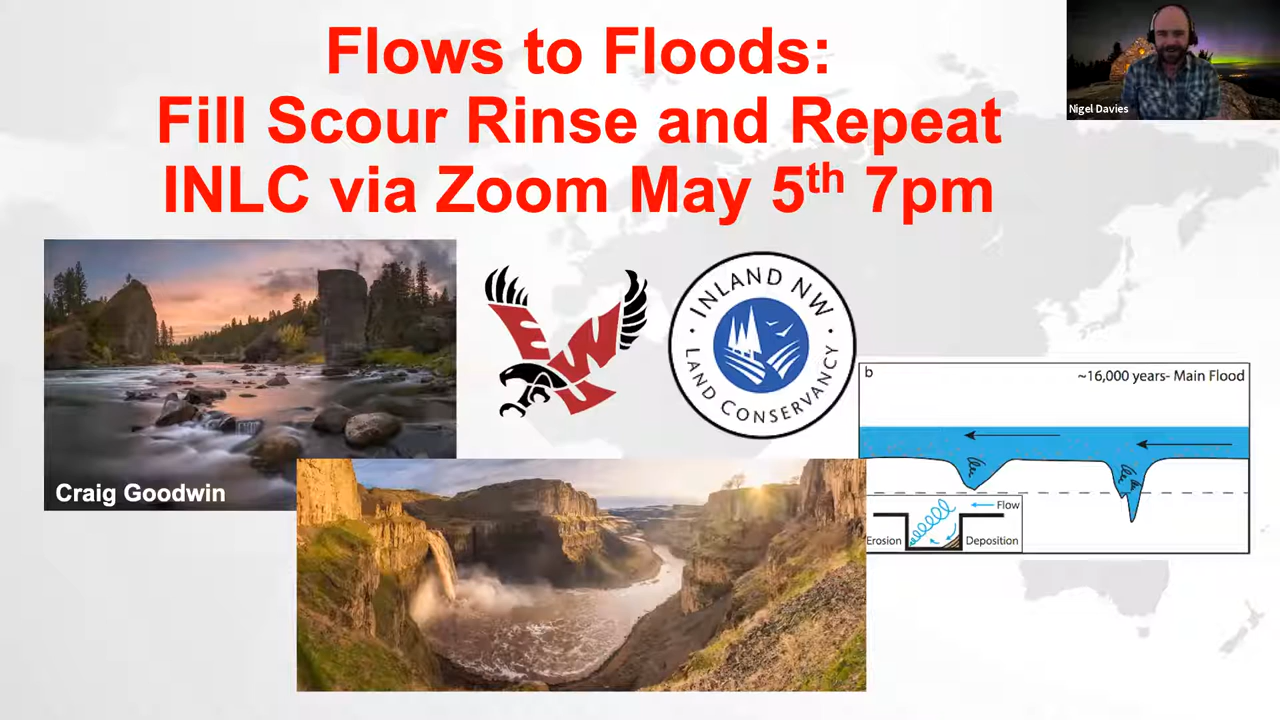 Flows to Floods:
Fill Scour Rinse and Repeat
INLC via Zoom May 5th 7pm
Nigel Davies
Craig Goodwin
EWU
INLAND NW
LAND CONSERVANCY
b
~16,000 years- Main Flood
Flow
Erosion
Deposition